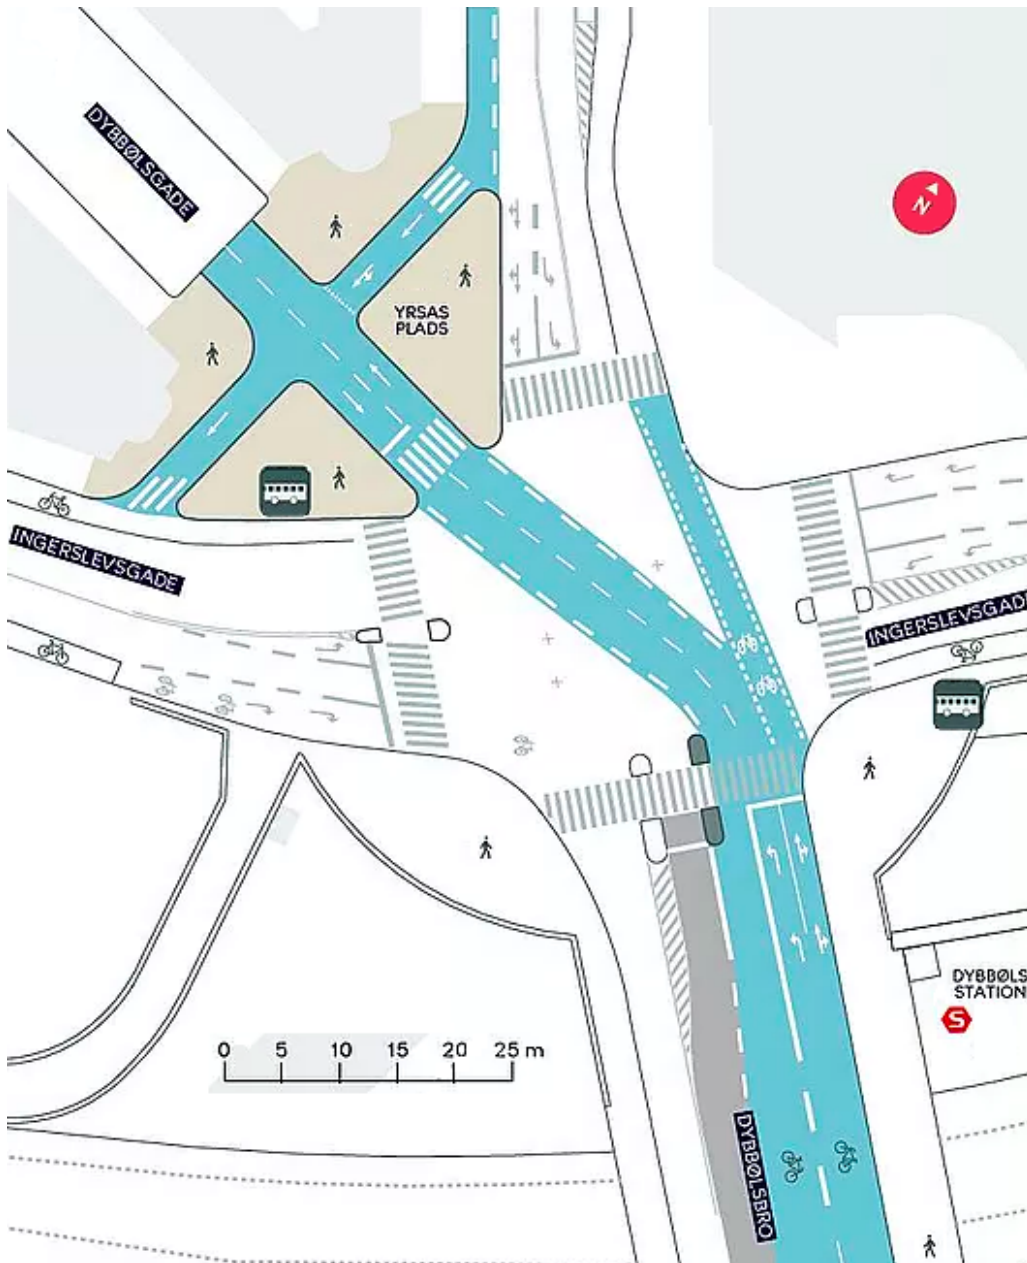 DYBBØLSGADE
N
YRSAS
PLADS
INGERSLEVSGADE
INGERSLEVSGADE
DYBBØLS
STATION
S
0 5 10 15 20 25 m
DYBBØLSBRO